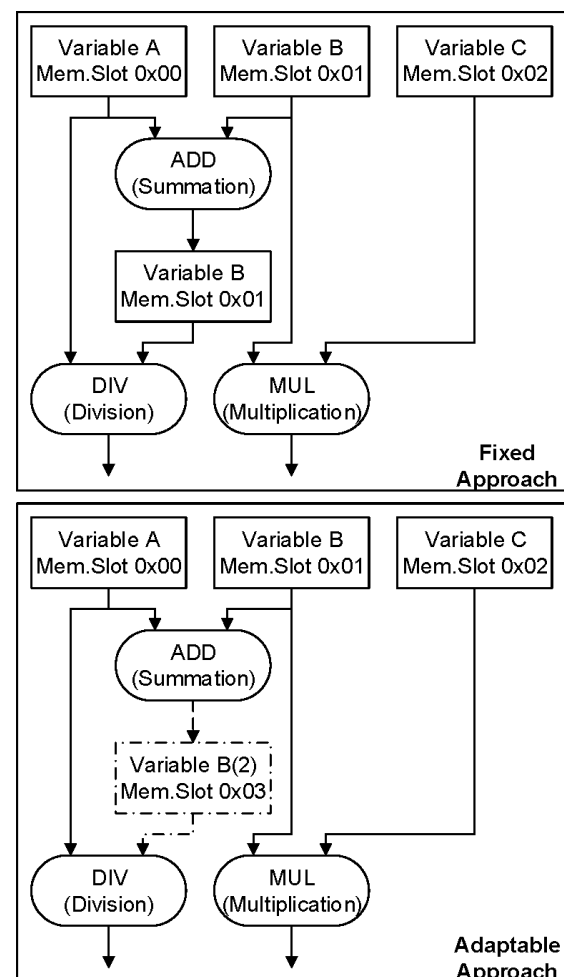 Variable A
Mem.Slot 0x00
Variable B
Mem.Slot 0x01
Variable C
Mem.Slot 0x02
ADD
(Summation)
Variable B
Mem.Slot 0x01
DIV
(Division)
MUL
(Multiplication)
Fixed
Approach
Variable A
Mem.Slot 0x00
Variable B
Mem.Slot 0x01
Variable C
Mem.Slot 0x02
ADD
(Summation)
Variable B(2)
Mem.Slot 0x03
DIV
(Division)
MUL
(Multiplication)
Adaptable
Approach